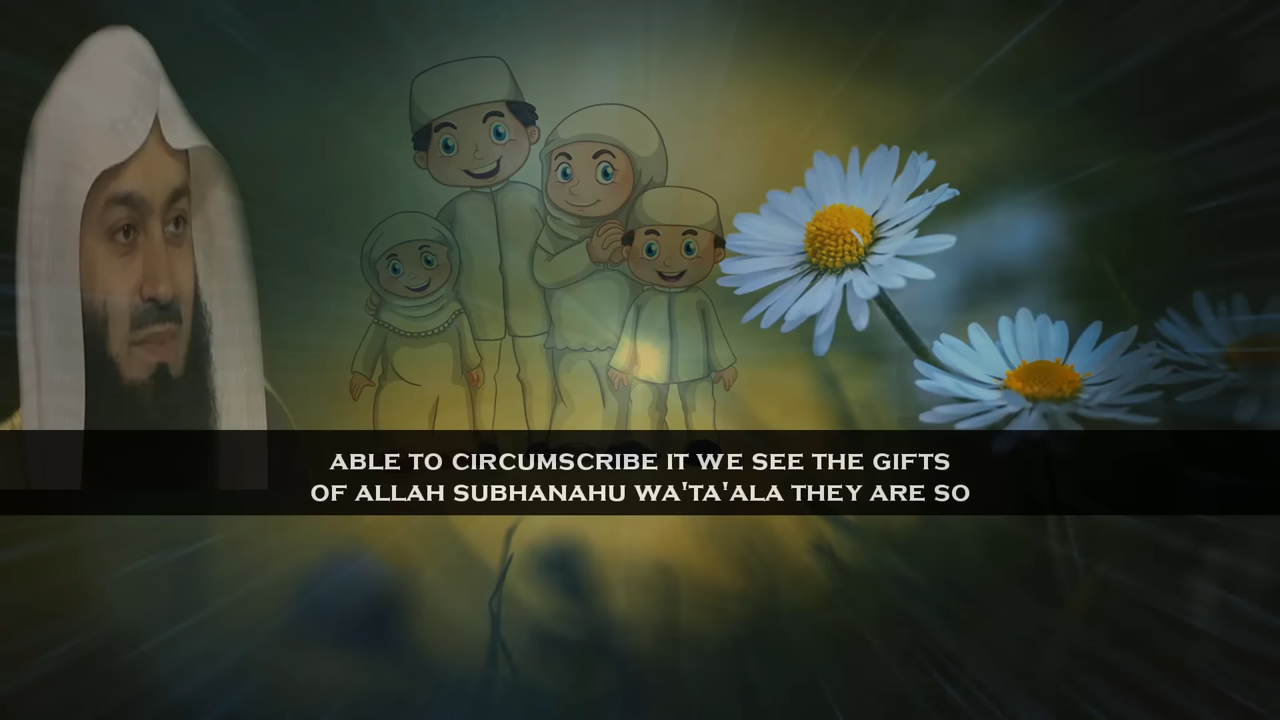 ABLE TO CIRCUMSCRIBE IT WE SEE THE GIFTS
OF ALLAH SUBHANAHU WA'TA'ALA THEY ARE SO